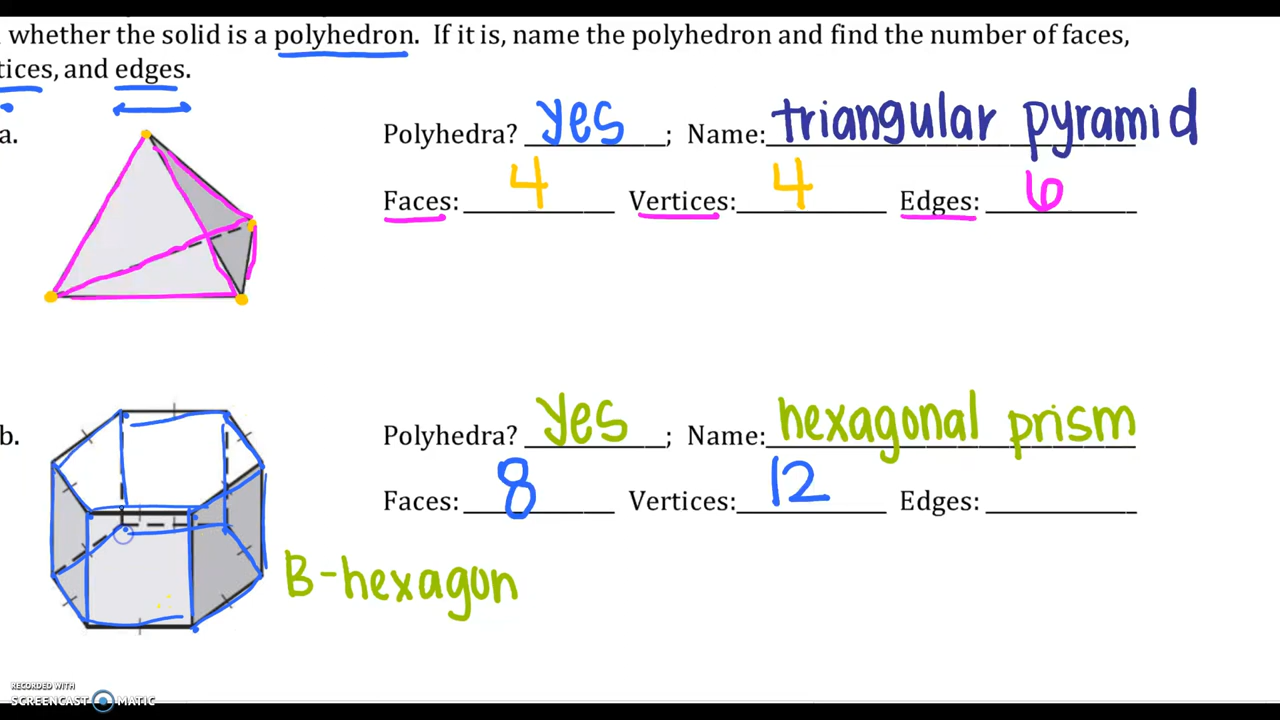 whether the solid is a polyhedron. If it is, name the polyhedron and find the number of faces,
tices, and edges.
a.
Polyhedra? yes; Name: triangular pyramid
Faces: 4 Vertices: 4 Edges: 6
b.
Polyhedra? yes; Name: hexagonal prism
Faces: 8 Vertices: 12 Edges:
B-hexagon
RECORDED WITH
SCREENCAST MATIC